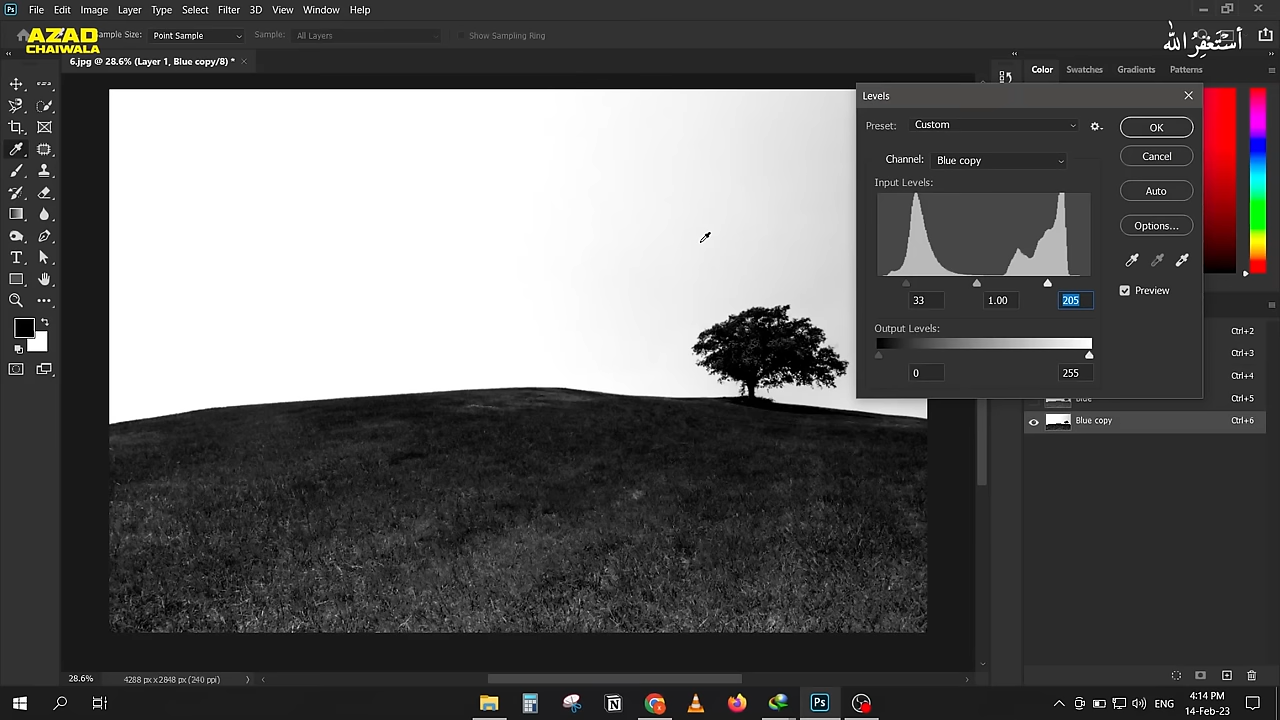 Ps File Edit Image Layer Type Select Filter 3D View Window Help
AZAD
CHAIWALA
أستغفر الله
Sample Size: Point Sample Sample: All Layers Show Sampling Ring
6.jpg @ 28.6% (Layer 1, Blue copy/8) * ×
Color Swatches Gradients Patterns
Levels
Preset: Custom
OK
Channel: Blue copy
Cancel
Input Levels:
Auto
Options...
Preview
33 1.00 205
Output Levels:
0 255
Ctrl+2
Ctrl+3
Ctrl+4
Blue Ctrl+5
Blue copy Ctrl+6
28.6% 4288 px x 2848 px (240 ppi)
ENG
4:14 PM
14-Feb-23